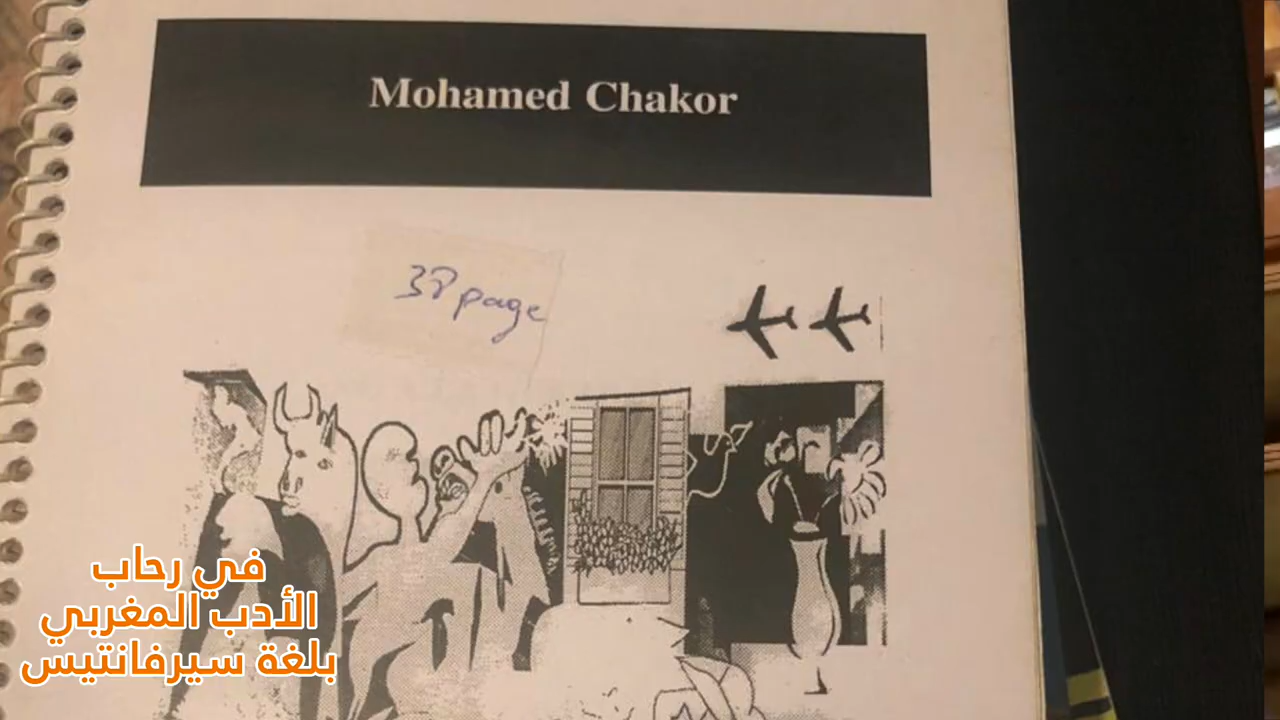 Mohamed Chakor
38 page
في رحاب
الأدب المغربي
بلغة سيرفانتيس